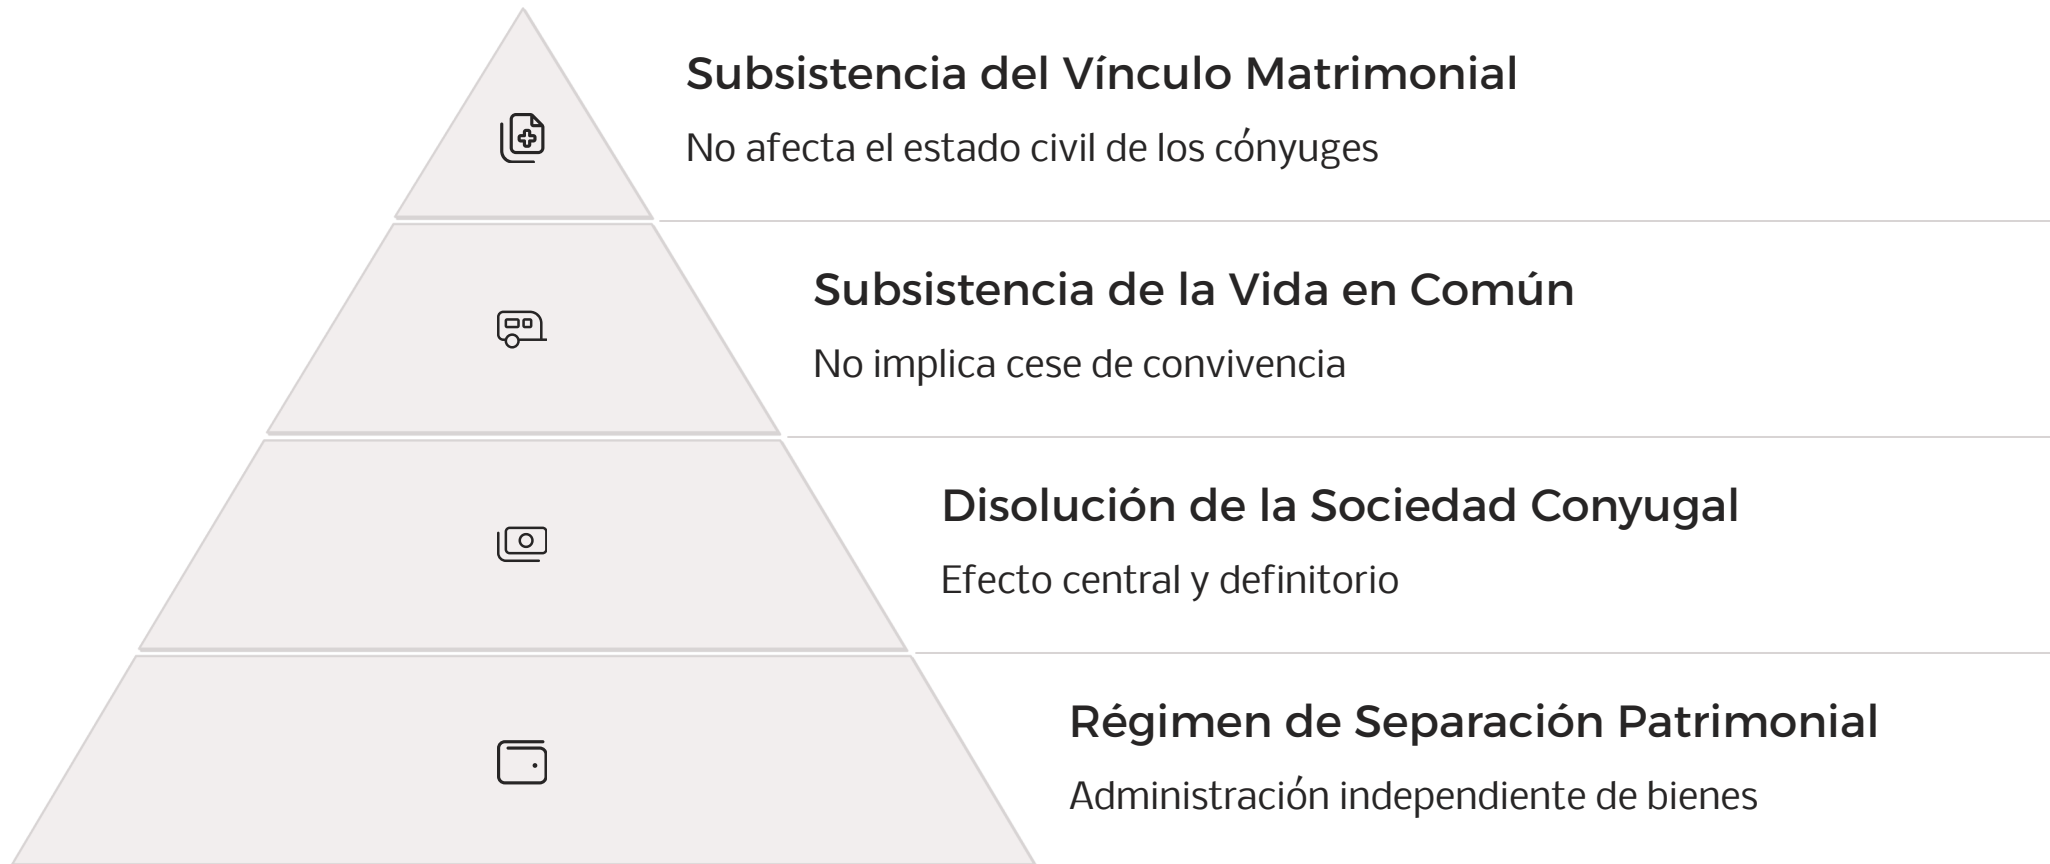 Subsistencia del Vínculo Matrimonial
No afecta el estado civil de los cónyuges
Subsistencia de la Vida en Común
No implica cese de convivencia
Disolución de la Sociedad Conyugal
Efecto central y definitorio
Régimen de Separación Patrimonial
Administración independiente de bienes